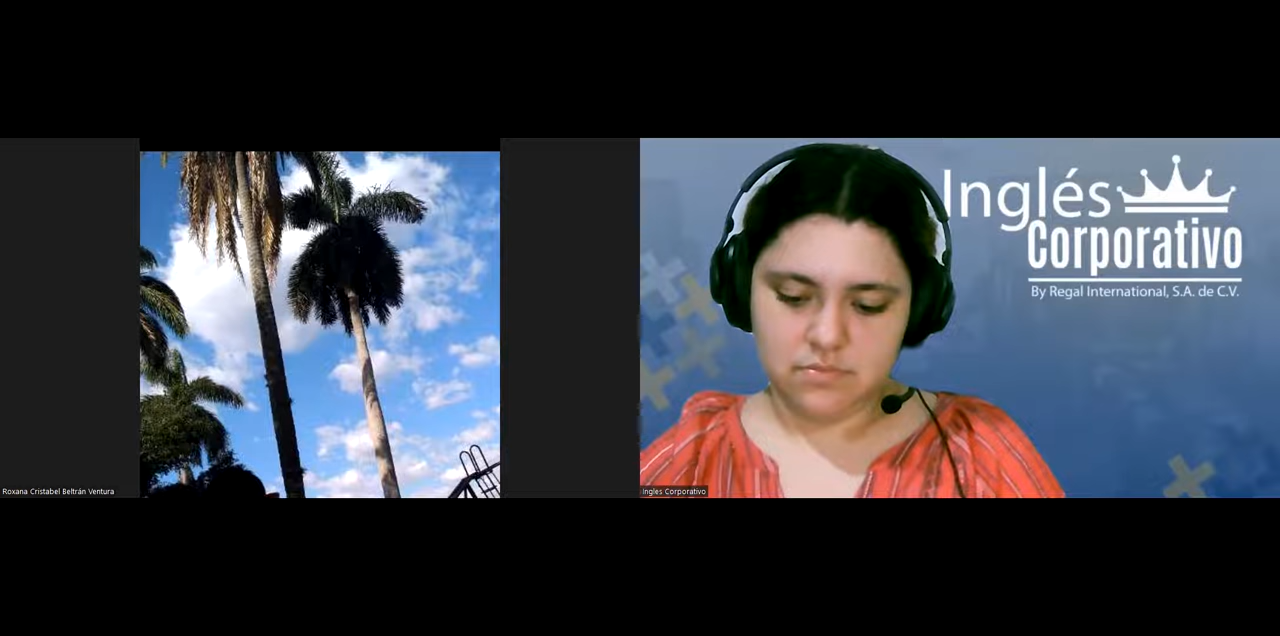 Inglés
Corporativo
By Regal International, S.A. de C.V.
Roxana Cristabel Beltrán Ventura
Ingles Corporativo